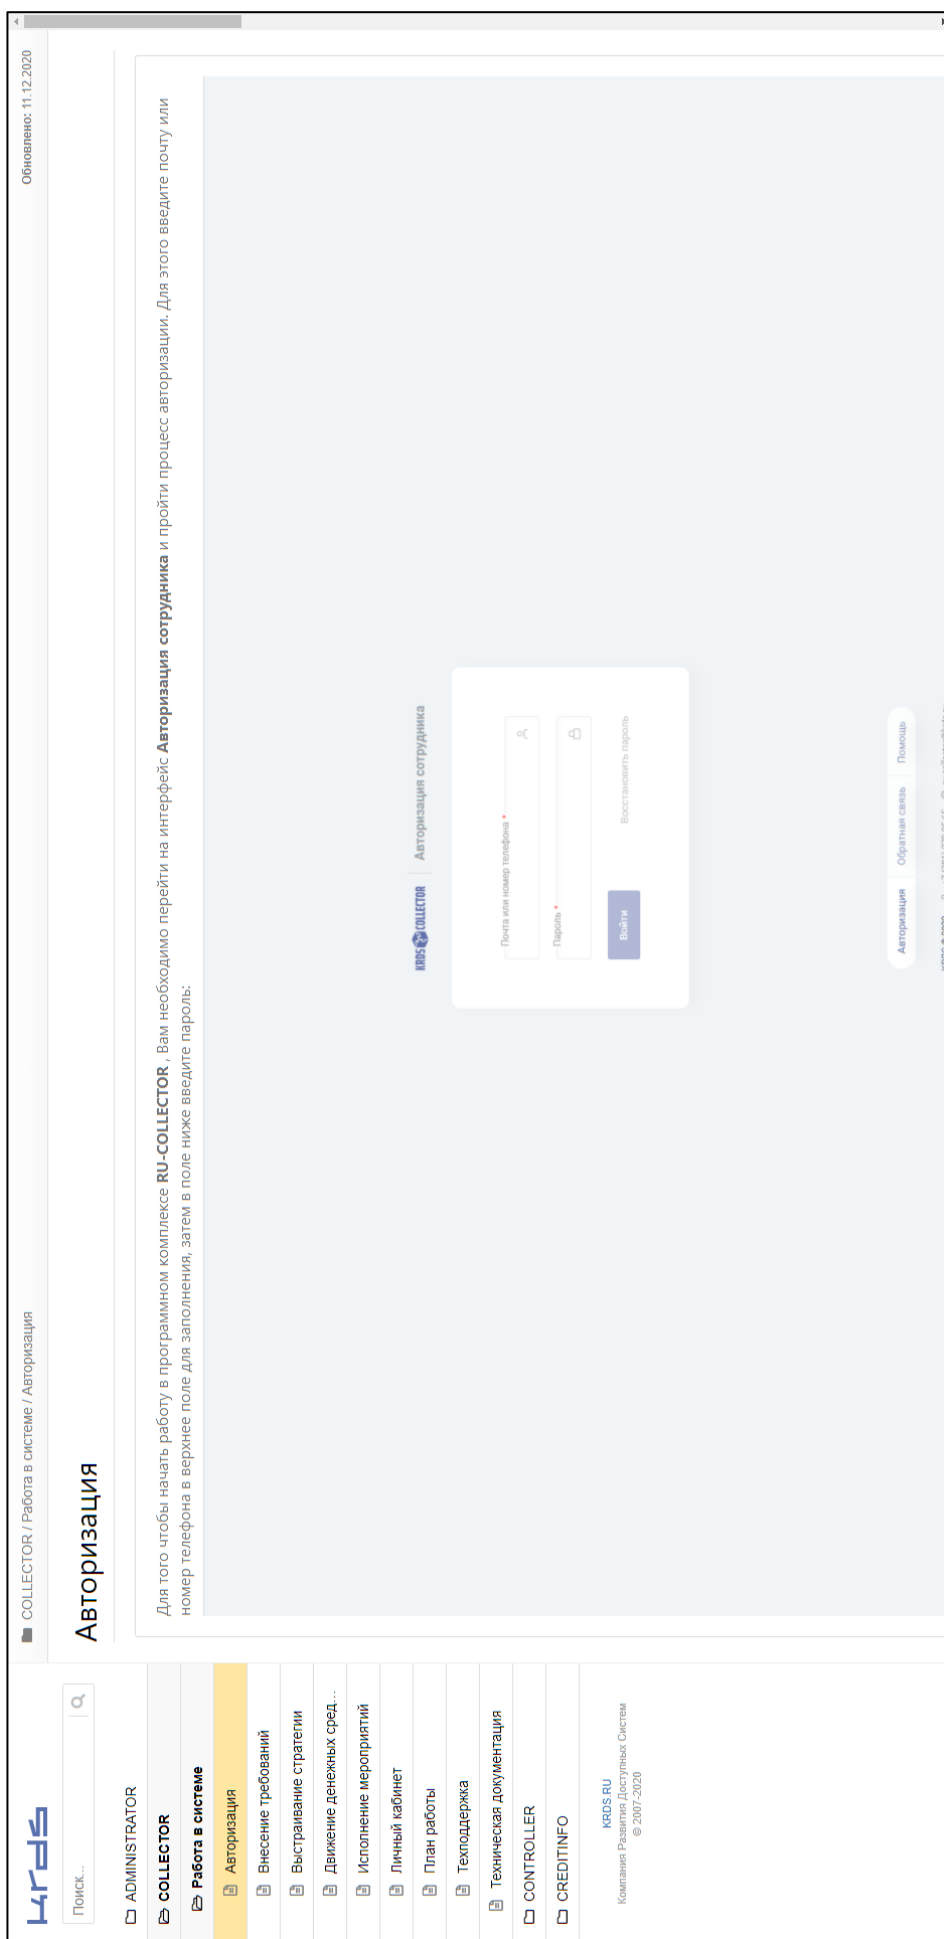 krds
Поиск...
ADMINISTRATOR
COLLECTOR
Работа в системе
Авторизация
Внесение требований
Выстраивание стратегии
Движение денежных сред...
Исполнение мероприятий
Личный кабинет
План работы
Техподдержка
Техническая документация
CONTROLLER
CREDITINFO
KRDS.RU
Компания Развития Доступных Систем
© 2007-2020
COLLECTOR / Работа в системе / Авторизация
Обновлено: 11.12.2020
Авторизация
Для того чтобы начать работу в программном комплексе RU-COLLECTOR , Вам необходимо перейти на интерфейс Авторизация сотрудника и пройти процесс авторизации. Для этого введите почту или
номер телефона в верхнее поле для заполнения, затем в поле ниже введите пароль:
KRDS COLLECTOR Авторизация сотрудника
Почта или номер телефона *
Пароль *
Войти Восстановить пароль
Авторизация Обратная связь Помощь